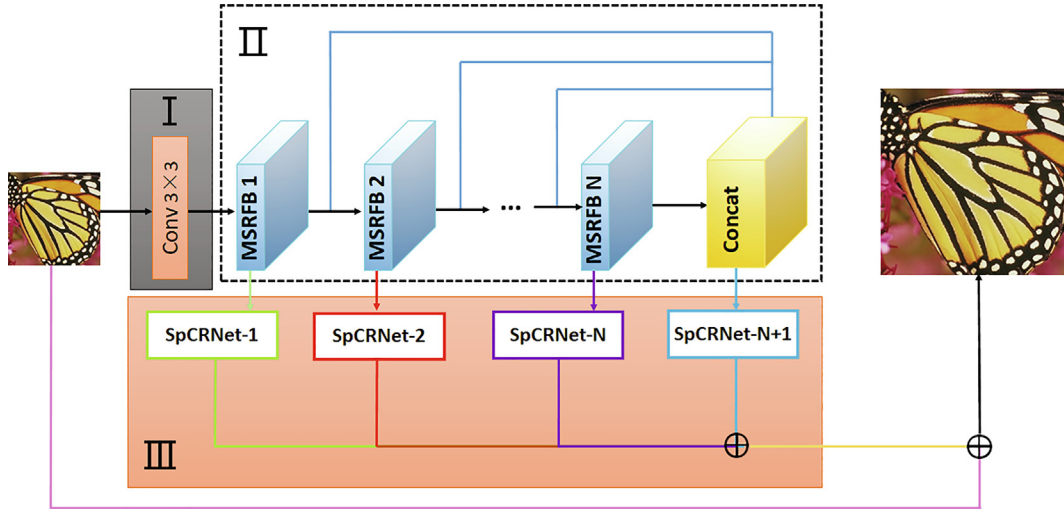 II
I
Conv 3×3
MSRFB 1
MSRFB 2
...
MSRFB N
Concat
SpCRNet-1
SpCRNet-2
SpCRNet-N
SpCRNet-N+1
III